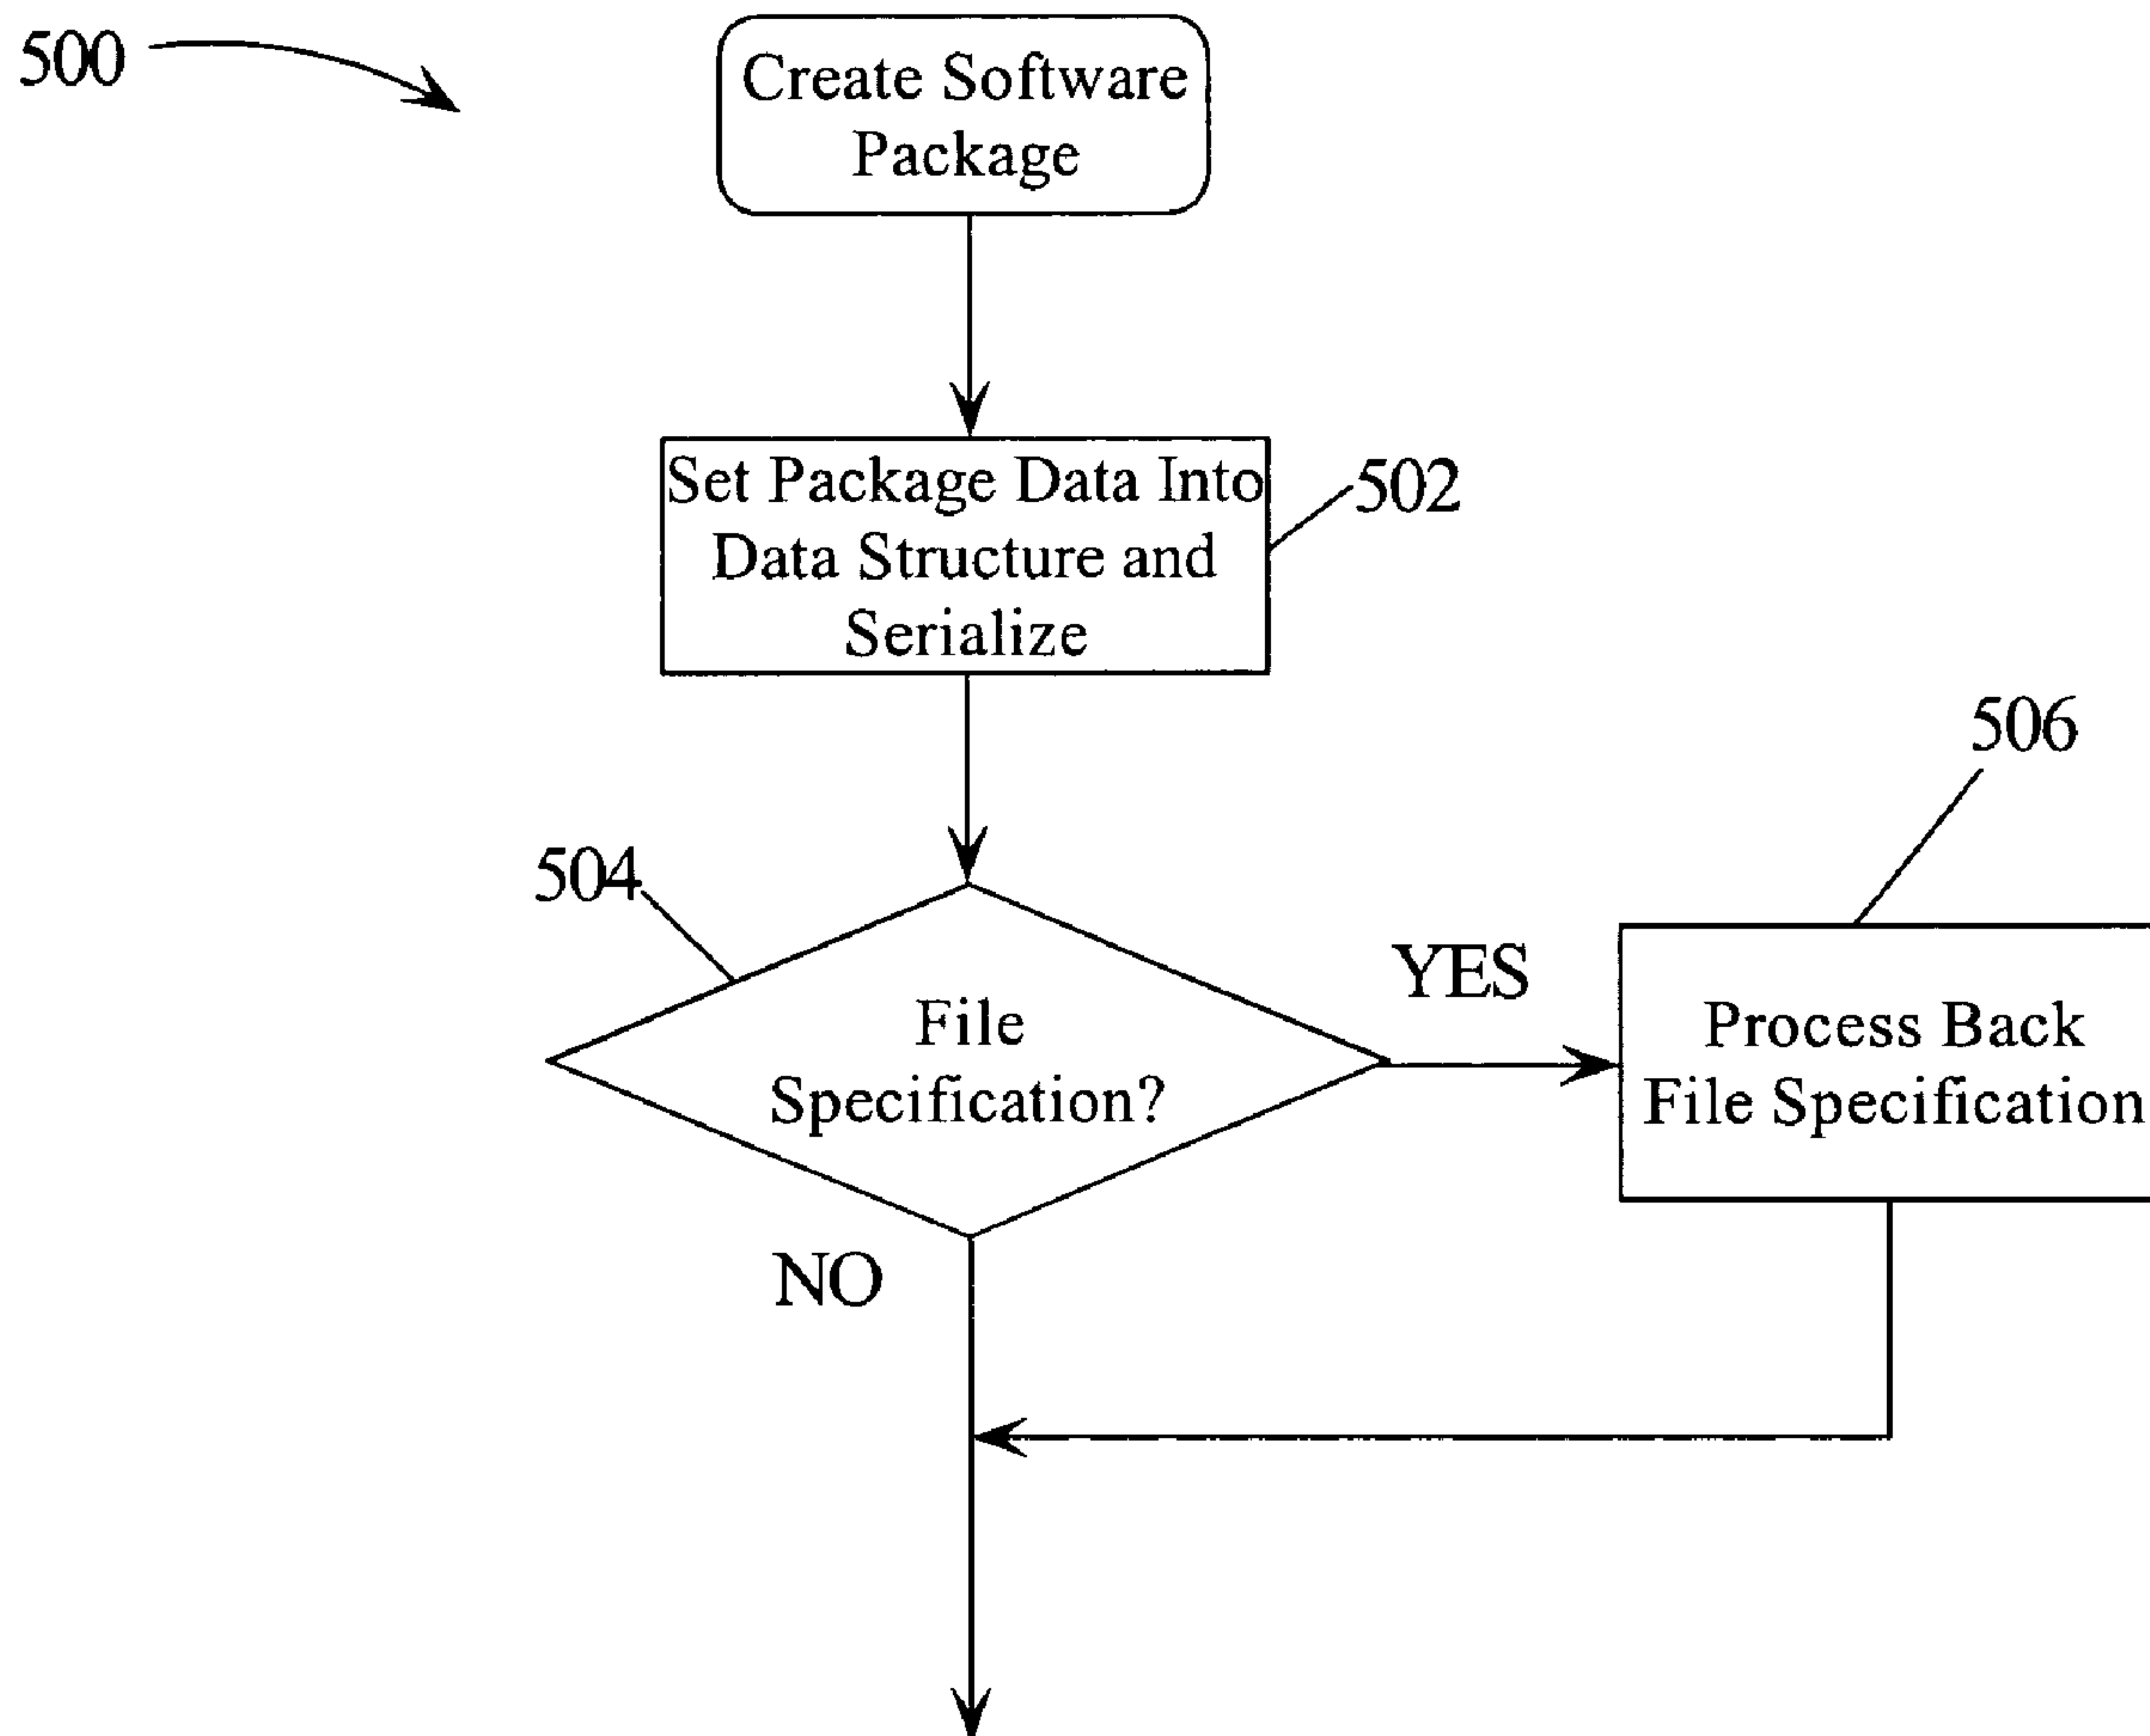 500
Create Software
Package
Set Package Data Into
Data Structure and
Serialize
502
506
504
File
Specification?
YES
Process Back
File Specification
NO